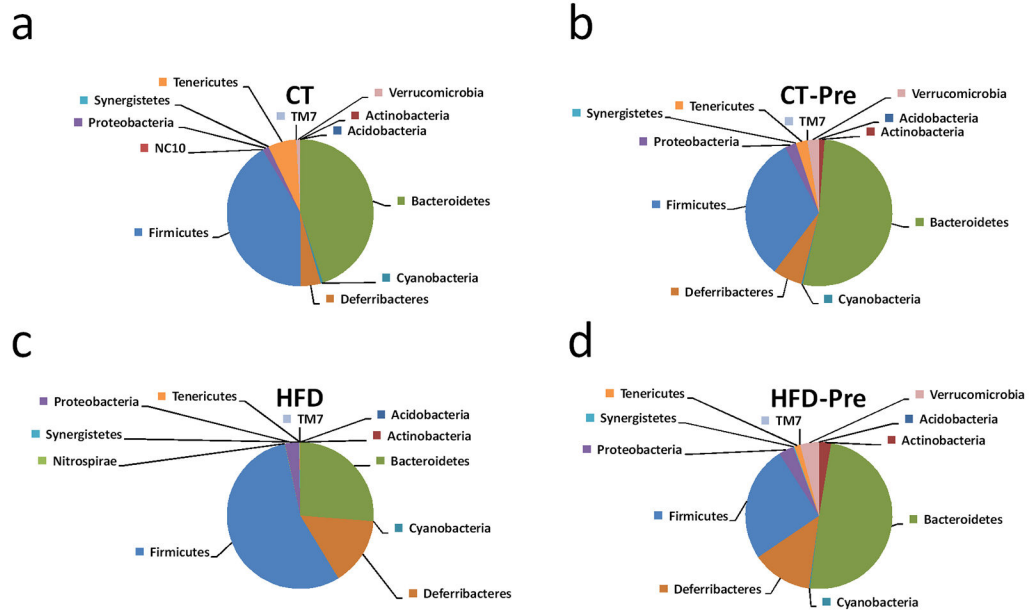 a
CT
Tenericutes
TM7
Verrucomicrobia
Synergistetes
Actinobacteria
Proteobacteria
Acidobacteria
NC10
Bacteroidetes
Firmicutes
Cyanobacteria
Deferribacteres
b
CT-Pre
Verrucomicrobia
Tenericutes
TM7
Synergistetes
Acidobacteria
Actinobacteria
Proteobacteria
Firmicutes
Bacteroidetes
Deferribacteres
Cyanobacteria
c
HFD
Tenericutes
Proteobacteria
TM7
Acidobacteria
Synergistetes
Actinobacteria
Nitrospirae
Bacteroidetes
Cyanobacteria
Firmicutes
Deferribacteres
d
HFD-Pre
Tenericutes
Verrucomicrobia
Synergistetes
TM7
Acidobacteria
Actinobacteria
Proteobacteria
Firmicutes
Bacteroidetes
Deferribacteres
Cyanobacteria